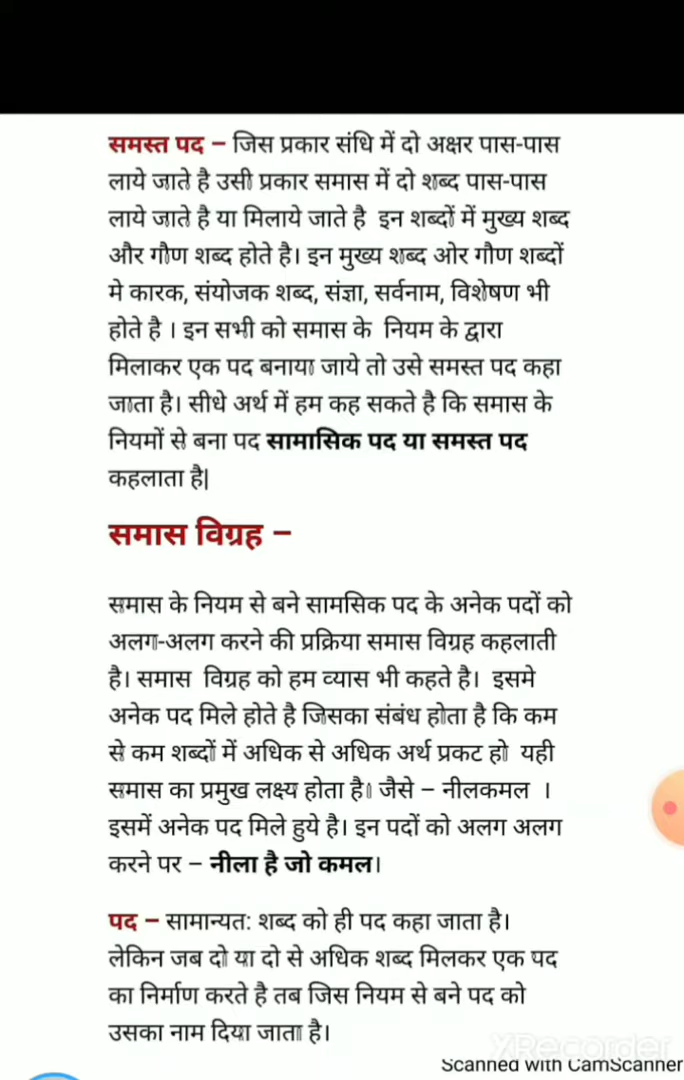 समस्त पद – जिस प्रकार संधि में दो अक्षर पास-पास
लाये जाते है उसी प्रकार समास में दो शब्द पास-पास
लाये जाते है या मिलाये जाते है इन शब्दों में मुख्य शब्द
और गौण शब्द होते है। इन मुख्य शब्द ओर गौण शब्दों
मे कारक, संयोजक शब्द, संज्ञा, सर्वनाम, विशेषण भी
होते है । इन सभी को समास के नियम के द्वारा
मिलाकर एक पद बनाया जाये तो उसे समस्त पद कहा
जाता है। सीधे अर्थ में हम कह सकते है कि समास के
नियमों से बना पद सामासिक पद या समस्त पद
कहलाता है|
समास विग्रह –
समास के नियम से बने सामसिक पद के अनेक पदों को
अलग-अलग करने की प्रक्रिया समास विग्रह कहलाती
है। समास विग्रह को हम व्यास भी कहते है। इसमे
अनेक पद मिले होते है जिसका संबंध होता है कि कम
से कम शब्दों में अधिक से अधिक अर्थ प्रकट हो यही
समास का प्रमुख लक्ष्य होता है। जैसे – नीलकमल ।
इसमें अनेक पद मिले हुये है। इन पदों को अलग अलग
करने पर – नीला है जो कमल।
पद – सामान्यत: शब्द को ही पद कहा जाता है।
लेकिन जब दो या दो से अधिक शब्द मिलकर एक पद
का निर्माण करते है तब जिस नियम से बने पद को
उसका नाम दिया जाता है।
XRecorder
Scanned with CamScanner